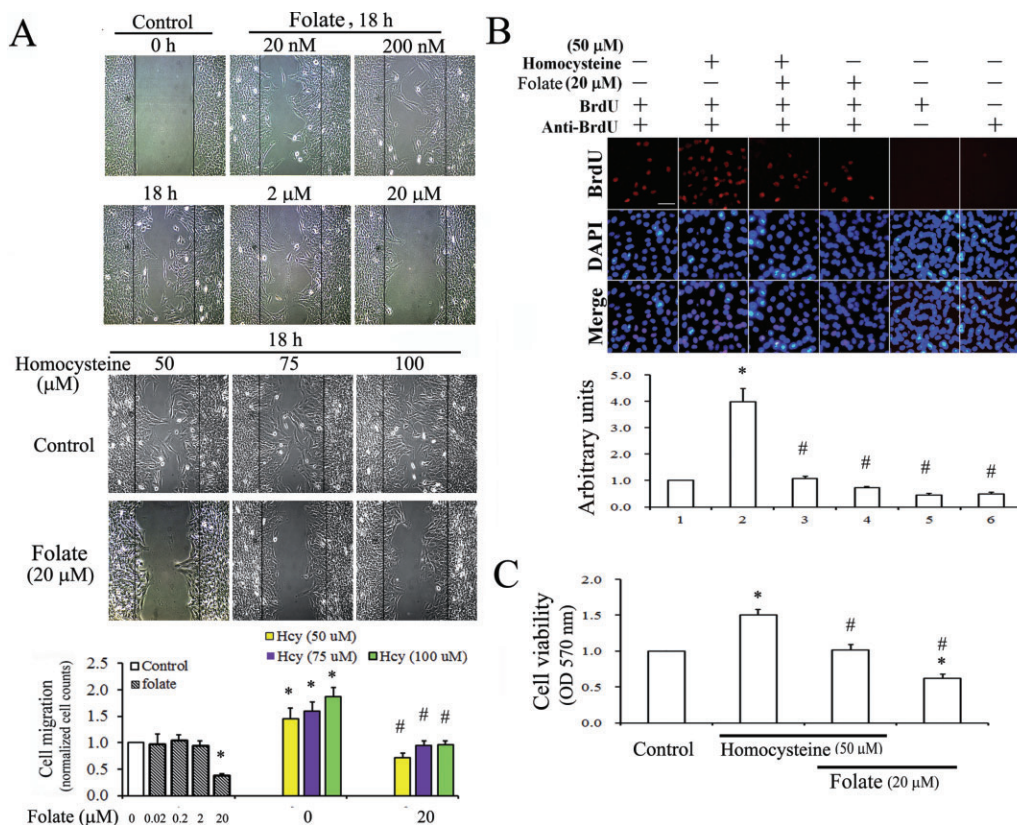 A
Control
Folate, 18 h
0 h
20 nM
200 nM
18 h
2 μM
20 μM
18 h
Homocysteine
(μM)
50
75
100
Control
Folate
(20 μM)
Hcy (50 uM)
Hcy (75 uM)
Hcy (100 uM)
Control
folate
Cell migration
(normalized cell counts)
2.5
2.0
1.5
1.0
0.5
0.0
*
* * *
# # #
0 0.02 0.2 2 20
0
20
Folate (μM)
B
(50 μM)
Homocysteine − + + − − −
Folate (20 μM) − − + + − −
BrdU + + + + + −
Anti-BrdU + + + + − +
BrdU
DAPI
Merge
Arbitrary units
5.0
4.0
3.0
2.0
1.0
0.0
*
# # # #
1 2 3 4 5 6
C
Cell viability
(OD 570 nm)
2.0
1.5
1.0
0.5
0.0
*
#
#
*
Control
Homocysteine (50 μM)
Folate (20 μM)